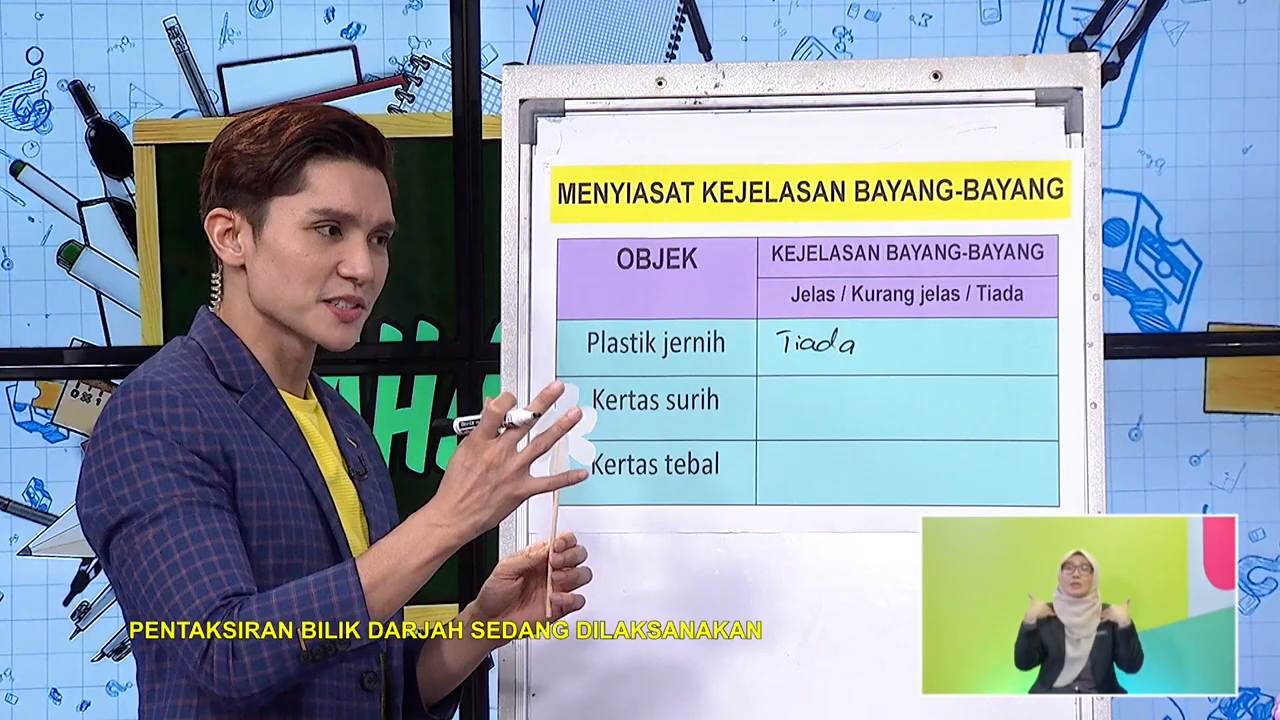 MENYIASAT KEJELASAN BAYANG-BAYANG
OBJEK
KEJELASAN BAYANG-BAYANG
Jelas / Kurang jelas / Tiada
Plastik jernih
Tiada
Kertas surih
Kertas tebal
PENTAKSIRAN BILIK DARJAH SEDANG DILAKSANAKAN